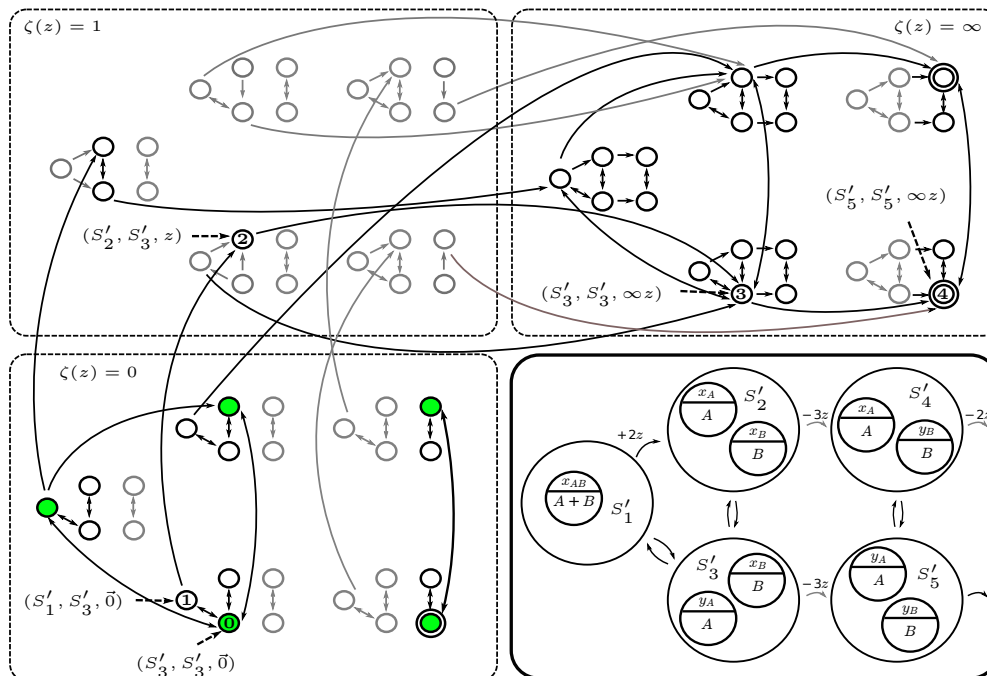 ζ(z) = 1
ζ(z) = ∞
(S′₂, S′₃, z)
2
(S′₅, S′₅, ∞z)
(S′₃, S′₃, ∞z)
3
4
ζ(z) = 0
(S′₁, S′₃, 0⃗)
1
0
(S′₃, S′₃, 0⃗)
x_A
A
S′₂
x_B
B
−3z
x_A
A
S′₄
y_B
B
−2z
+2z
x_AB
A + B
S′₁
S′₃
x_B
B
y_A
A
−3z
y_A
A
S′₅
y_B
B